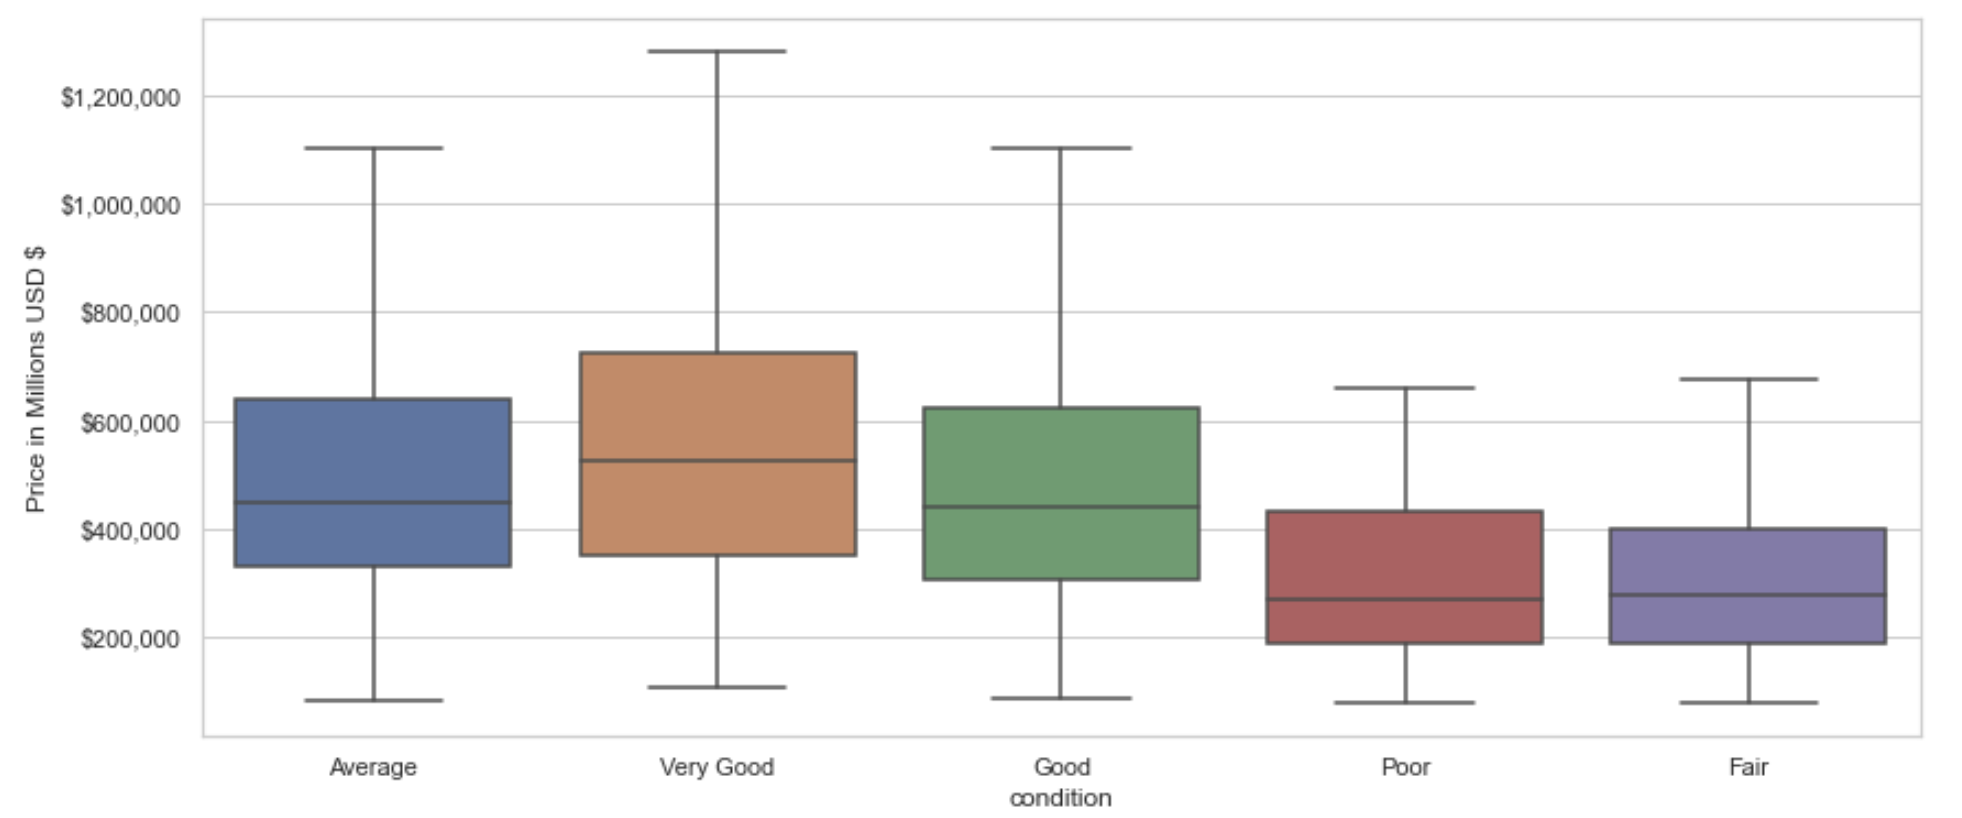 Price in Millions USD $
$1,200,000
$1,000,000
$800,000
$600,000
$400,000
$200,000
Average Very Good Good Poor Fair
condition